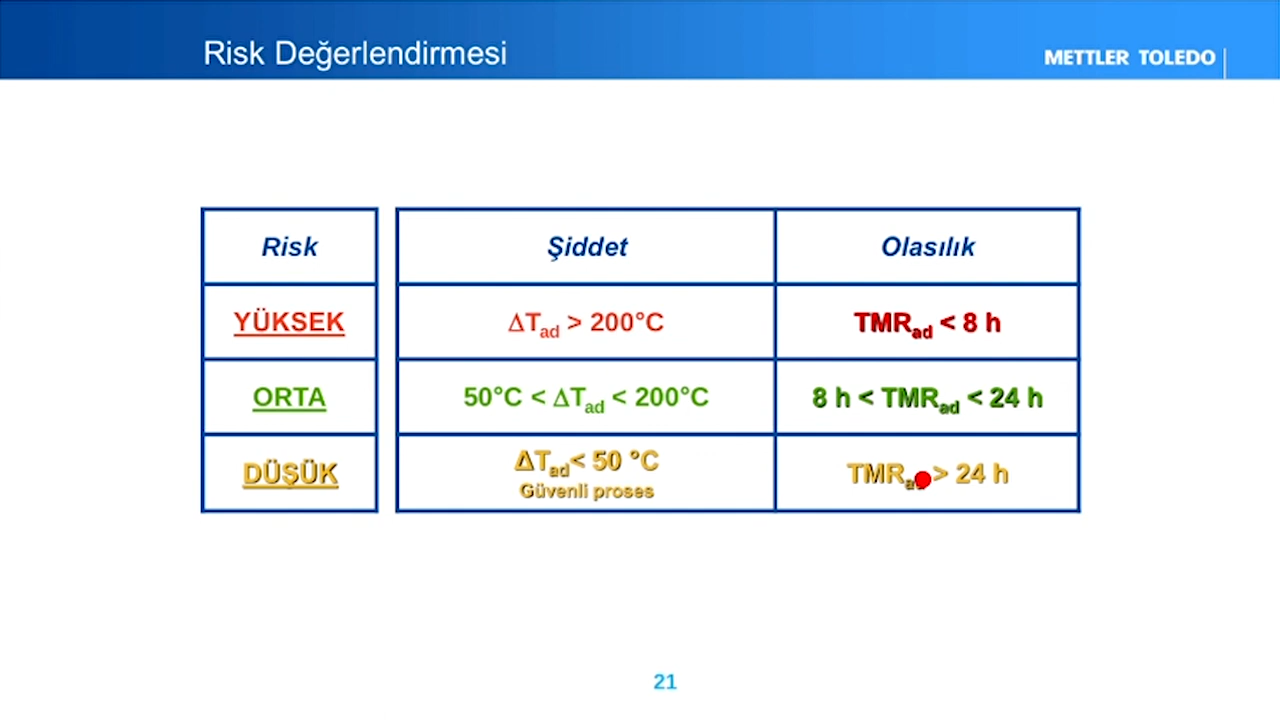 Risk Değerlendirmesi
METTLER TOLEDO
Risk Şiddet Olasılık
YÜKSEK ΔTad > 200°C TMRad < 8 h
ORTA 50°C < ΔTad < 200°C 8 h < TMRad < 24 h
DÜŞÜK ΔTad< 50 °C TMRad > 24 h
Güvenli proses
21